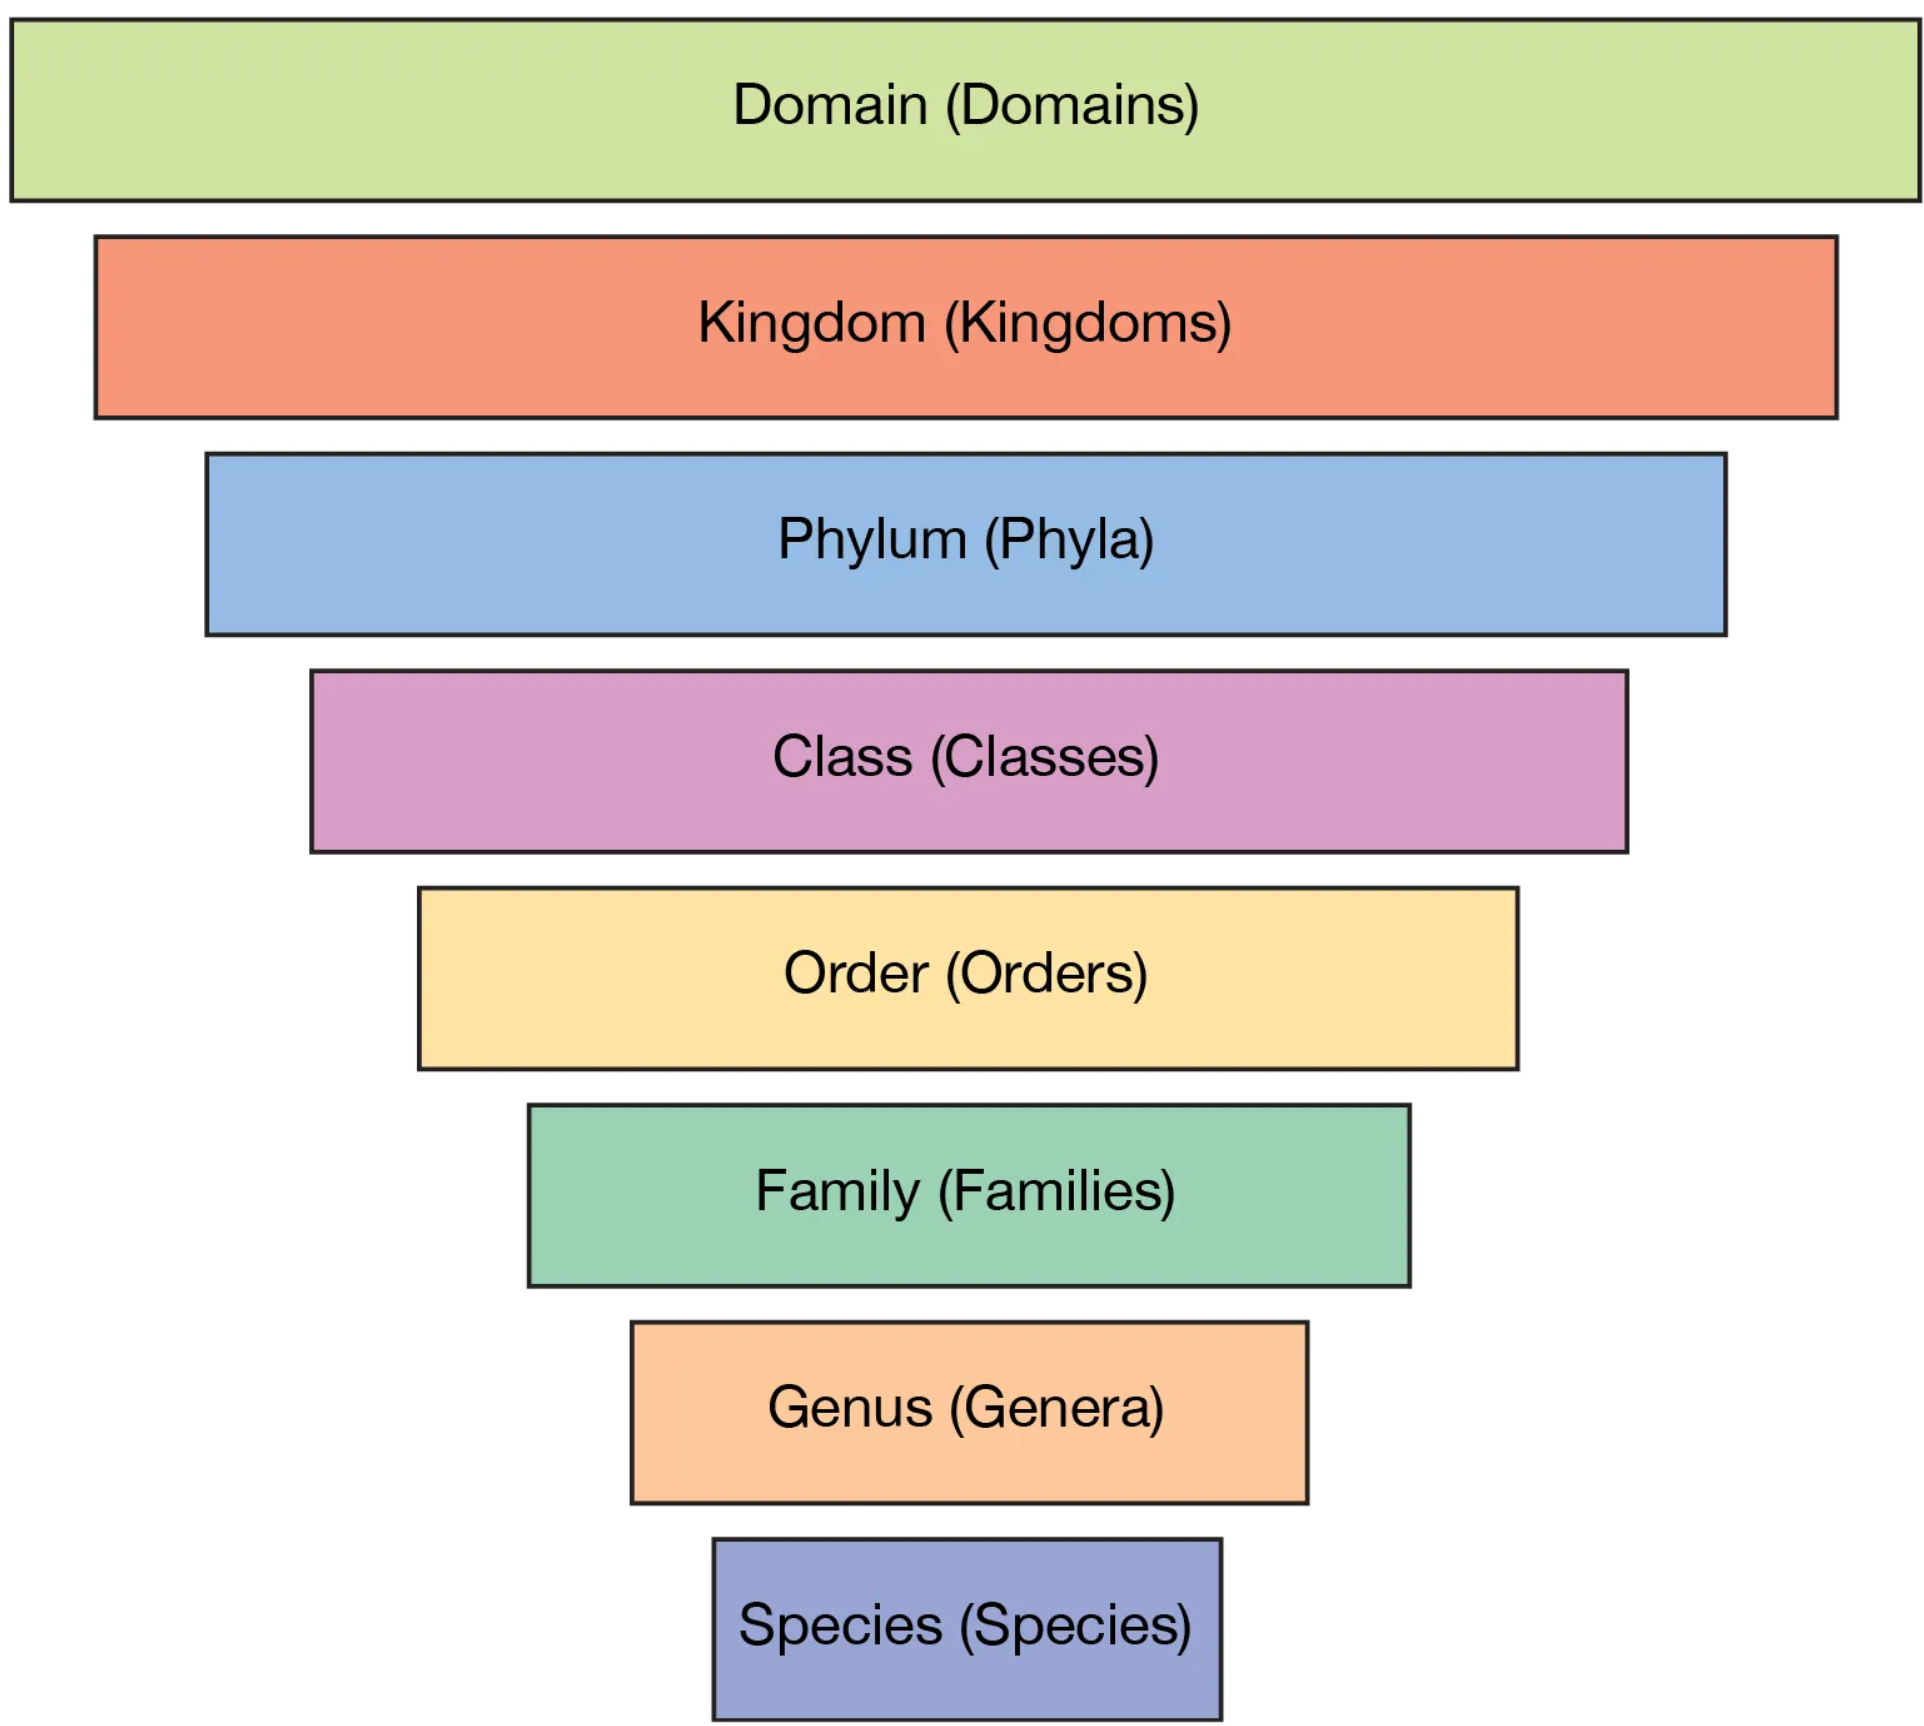 Domain (Domains)
Kingdom (Kingdoms)
Phylum (Phyla)
Class (Classes)
Order (Orders)
Family (Families)
Genus (Genera)
Species (Species)